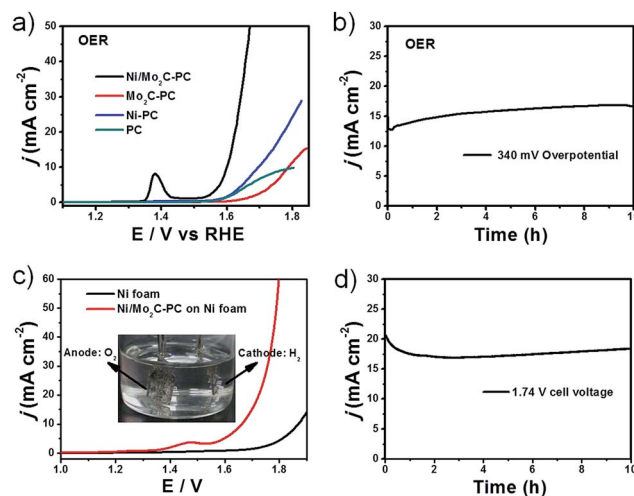 a)
50
40
30
20
10
0
j (mA cm⁻²)
OER
Ni/Mo₂C-PC
Mo₂C-PC
Ni-PC
PC
1.2 1.4 1.6 1.8
E / V vs RHE
b)
30
25
20
15
10
5
0
j (mA cm⁻²)
OER
340 mV Overpotential
0 2 4 6 8 10
Time (h)
c)
60
50
40
30
20
10
0
j (mA cm⁻²)
Ni foam
Ni/Mo₂C-PC on Ni foam
Anode: O₂
Cathode: H₂
1.0 1.2 1.4 1.6 1.8
E / V
d)
30
25
20
15
10
5
0
j (mA cm⁻²)
1.74 V cell voltage
0 2 4 6 8 10
Time (h)